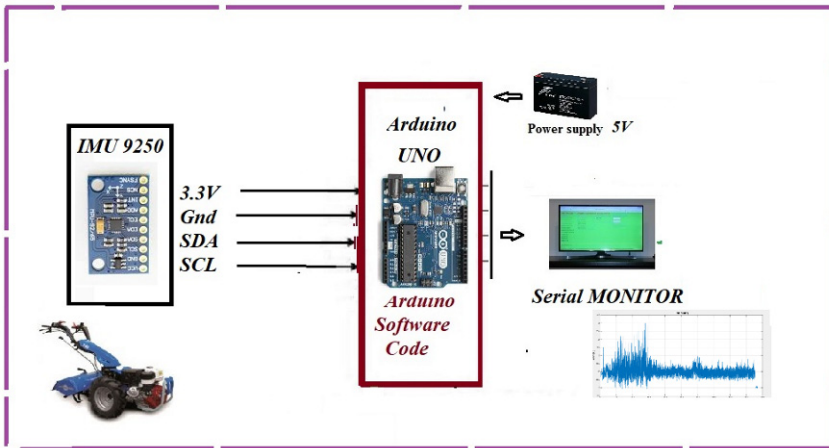 IMU 9250
3.3V
Gnd
SDA
SCL
Arduino
UNO
Arduino
Software
Code
Power supply 5V
Serial MONITOR